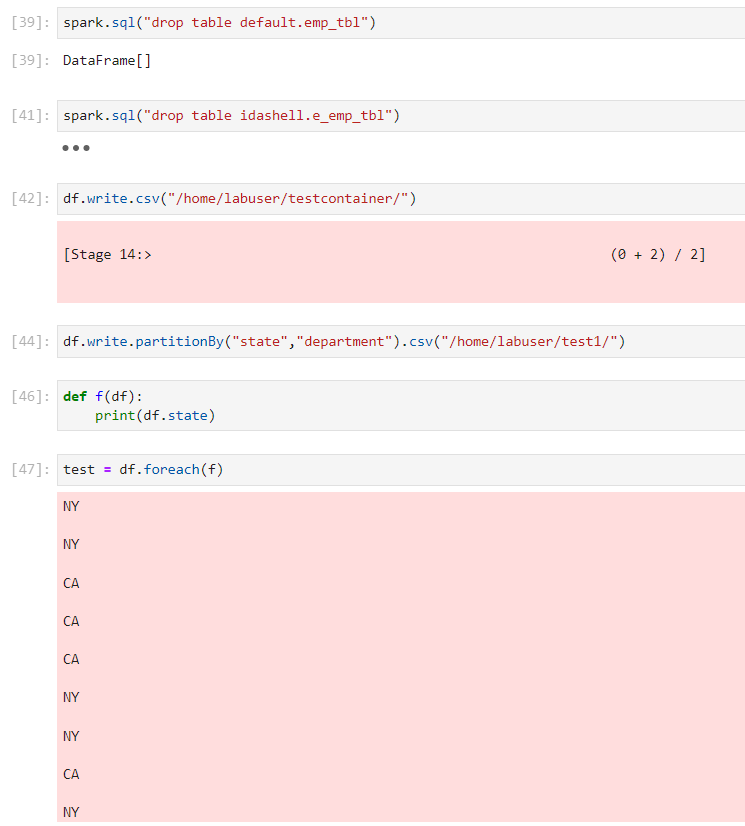 [39]: spark.sql("drop table default.emp_tbl")
[39]: DataFrame[]
[41]: spark.sql("drop table idashell.e_emp_tbl")
•••
[42]: df.write.csv("/home/labuser/testcontainer/")
[Stage 14:> (0 + 2) / 2]
[44]: df.write.partitionBy("state","department").csv("/home/labuser/test1/")
[46]: def f(df):
    print(df.state)
[47]: test = df.foreach(f)
NY
NY
CA
CA
CA
NY
NY
CA
NY